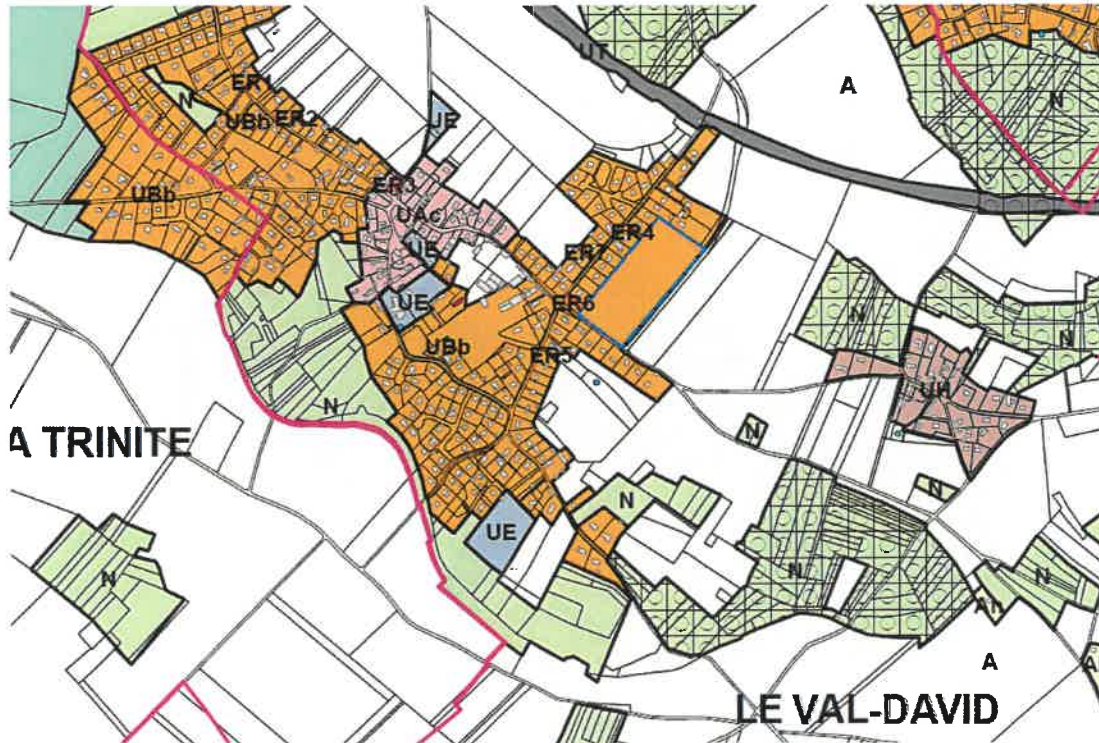 UT
A
N
ER1
N
UBb
ER2
UE
UBb
ER3
UAc
UE
ER4
ER7
UE
ER6
N
N
UBb
ER5
UH
N
A TRINITE
N
N
N
UE
N
N
N
Ah
A
A
LE VAL-DAVID